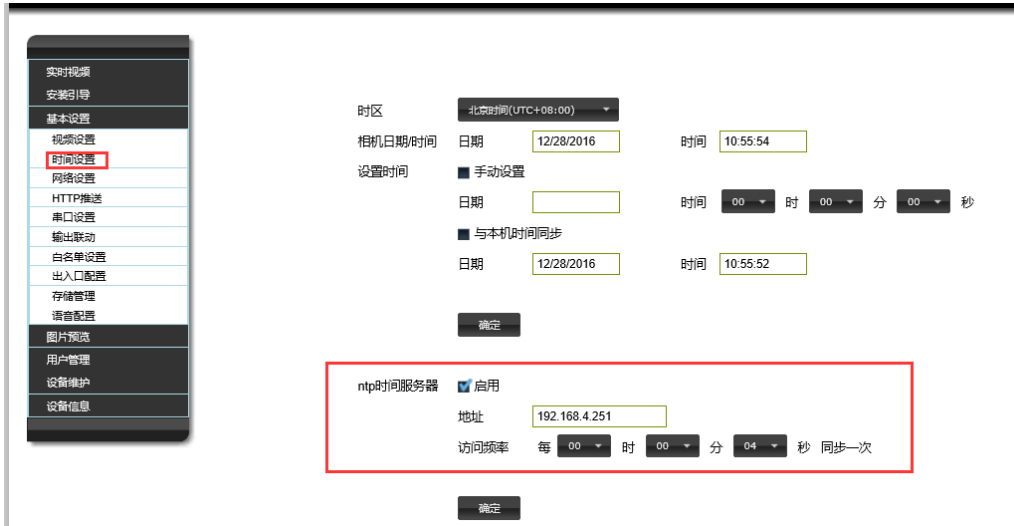 实时视频
安装引导
基本设置
视频设置
时间设置
网络设置
HTTP推送
串口设置
输出联动
白名单设置
出入口配置
存储管理
语音配置
图片预览
用户管理
设备维护
设备信息
时区 北京时间(UTC+08:00)
相机日期/时间 日期 12/28/2016 时间 10:55:54
设置时间 手动设置
日期 时间 00 时 00 分 00 秒
与本机时间同步
日期 12/28/2016 时间 10:55:52
确定
ntp时间服务器 启用
地址 192.168.4.251
访问频率 每 00 时 00 分 04 秒 同步一次
确定